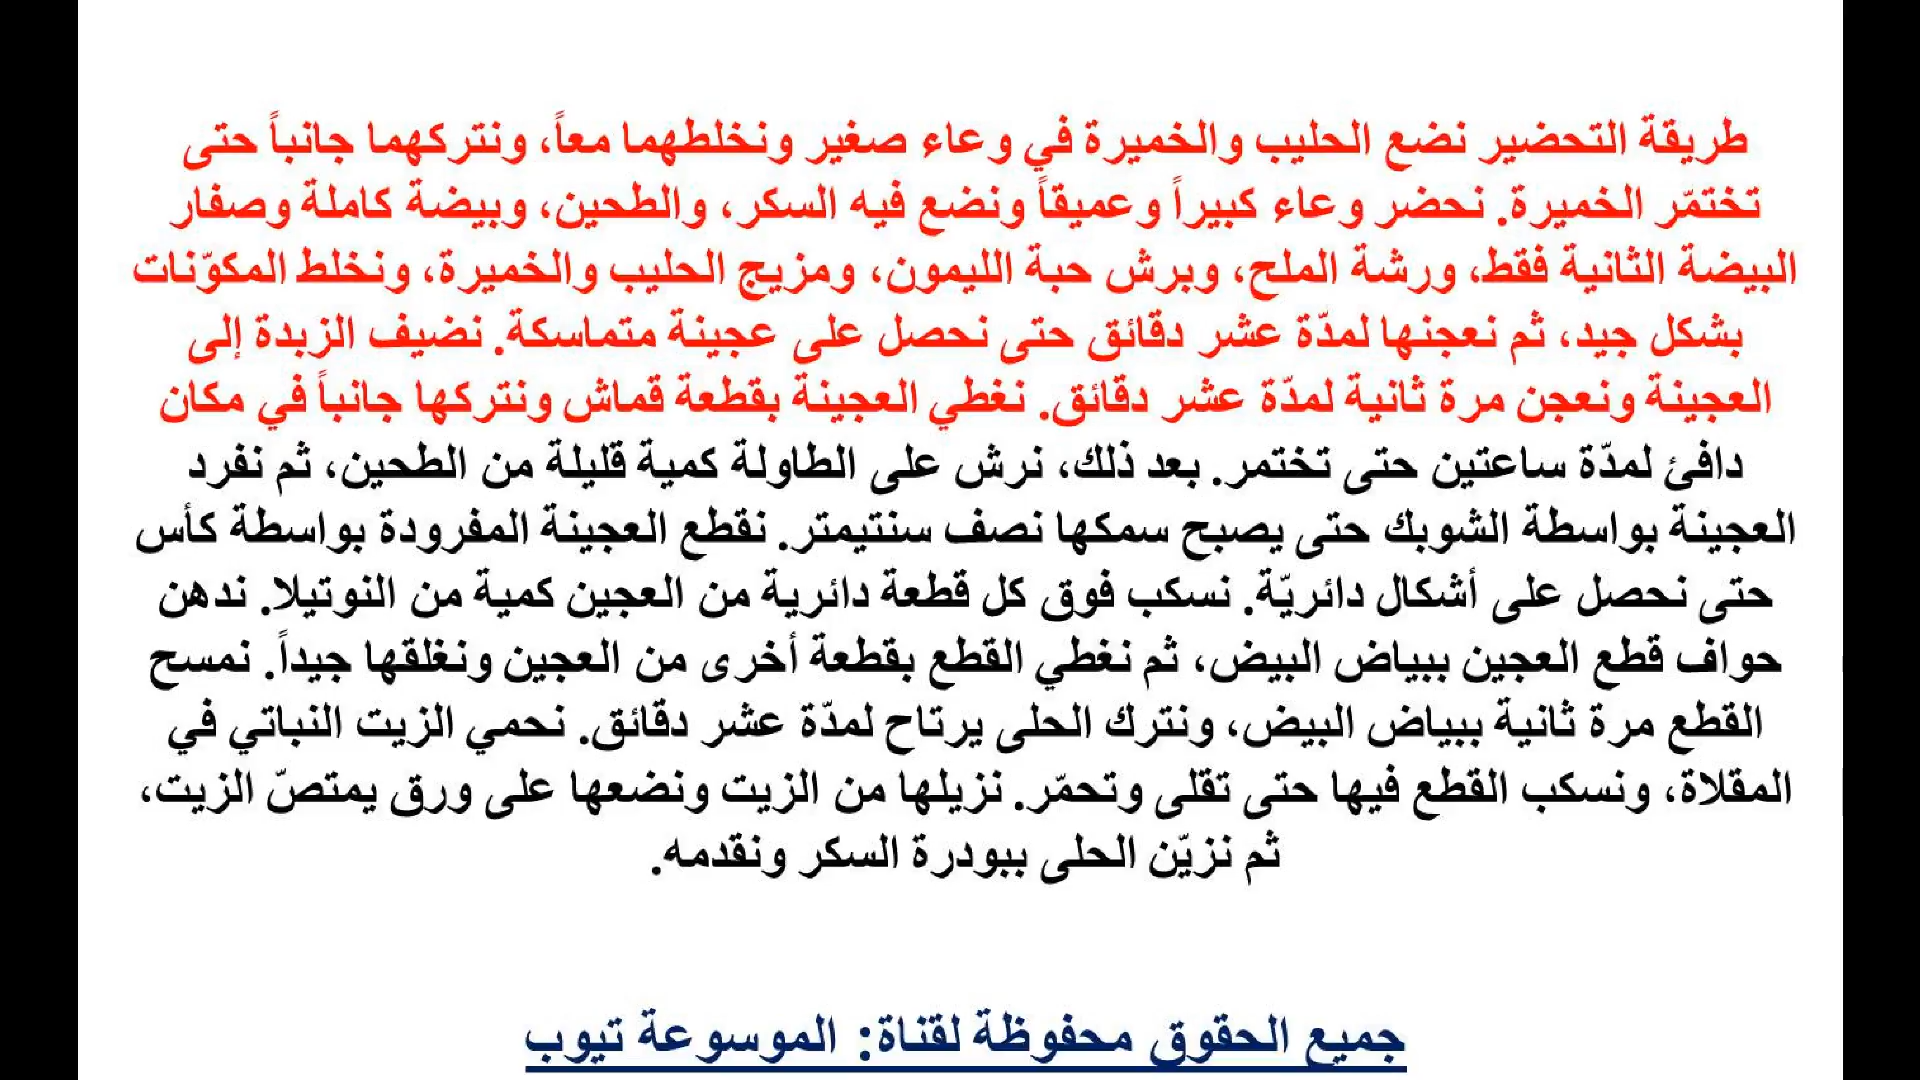 طريقة التحضير نضع الحليب والخميرة في وعاء صغير ونخلطهما معاً، ونتركهما جانباً حتى
تختمّر الخميرة. نحضر وعاء كبيراً وعميقاً ونضع فيه السكر، والطحين، وبيضة كاملة وصفار
البيضة الثانية فقط، ورشة الملح، وبرش حبة الليمون، ومزيج الحليب والخميرة، ونخلط المكوّنات
بشكل جيد، ثم نعجنها لمدّة عشر دقائق حتى نحصل على عجينة متماسكة. نضيف الزبدة إلى
العجينة ونعجن مرة ثانية لمدّة عشر دقائق. نغطي العجينة بقطعة قماش ونتركها جانباً في مكان
دافئ لمدّة ساعتين حتى تختمر. بعد ذلك، نرش على الطاولة كمية قليلة من الطحين، ثم نفرد
العجينة بواسطة الشوبك حتى يصبح سمكها نصف سنتيمتر. نقطع العجينة المفرودة بواسطة كأس
حتى نحصل على أشكال دائريّة. نسكب فوق كل قطعة دائرية من العجين كمية من النوتيلا. ندهن
حواف قطع العجين ببياض البيض، ثم نغطي القطع بقطعة أخرى من العجين ونغلقها جيداً. نمسح
القطع مرة ثانية ببياض البيض، ونترك الحلى يرتاح لمدّة عشر دقائق. نحمي الزيت النباتي في
المقلاة، ونسكب القطع فيها حتى تقلى وتحمّر. نزيلها من الزيت ونضعها على ورق يمتصّ الزيت،
ثم نزيّن الحلى ببودرة السكر ونقدمه.
جميع الحقوق محفوظة لقناة: الموسوعة تيوب